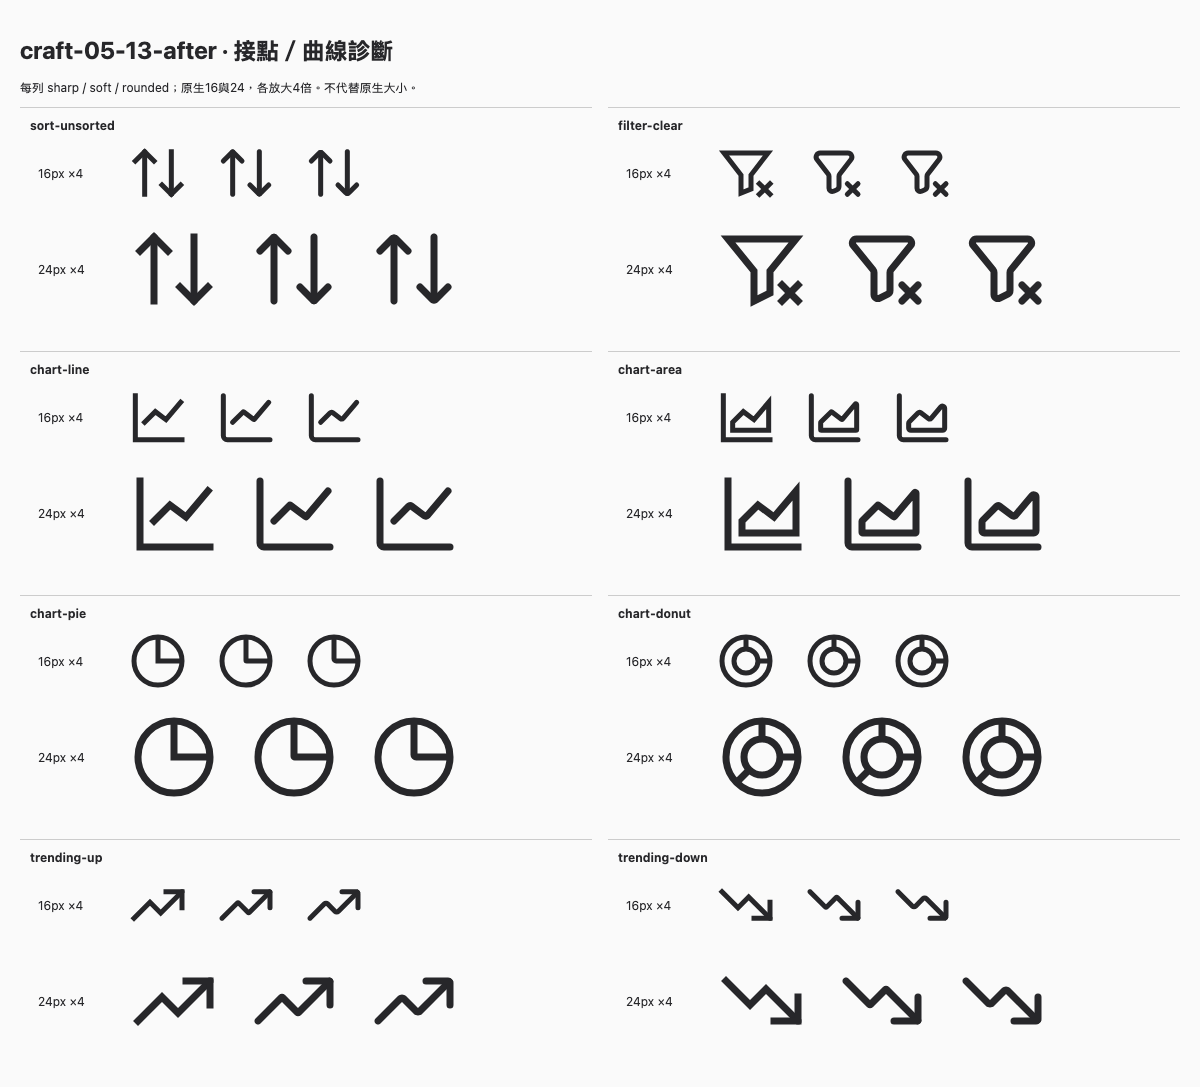 craft-05-13-after · 接點 / 曲線診斷
每列 sharp / soft / rounded；原生16與24，各放大4倍。不代替原生大小。
sort-unsorted
16px ×4
24px ×4
filter-clear
16px ×4
24px ×4
chart-line
16px ×4
24px ×4
chart-area
16px ×4
24px ×4
chart-pie
16px ×4
24px ×4
chart-donut
16px ×4
24px ×4
trending-up
16px ×4
24px ×4
trending-down
16px ×4
24px ×4